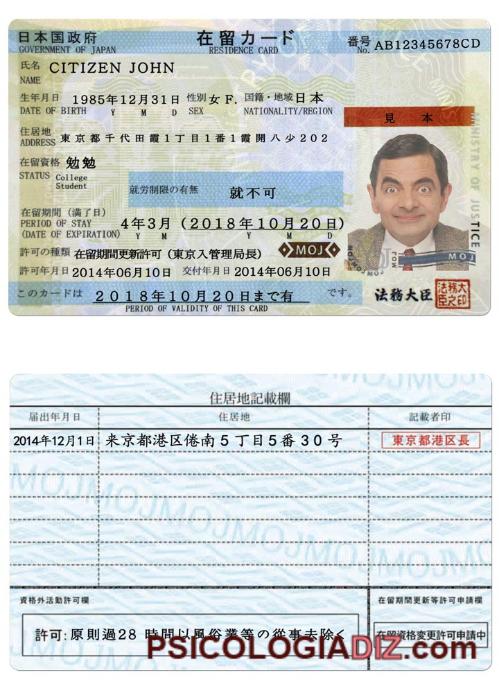 日本国政府 在留カード 番号 AB12345678CD
GOVERNMENT OF JAPAN RESIDENCE CARD No.
氏名 CITIZEN JOHN
NAME
生年月日 1985年12月31日 性別 女 F. 国籍・地域 日本
DATE OF BIRTH Y M D SEX NATIONALITY/REGION
見本
住居地 東京都千代田霞1丁目1番1霞開八少202
ADDRESS
在留資格 勉勉
STATUS College
Student
就労制限の有無 就不可
在留期間(満了日) 4年3月(2018年10月20日)
PERIOD OF STAY
(DATE OF EXPIRATION) Y M Y M D
MOJ
許可の種類 在留期間更新許可(東京入管理局長)
許可年月日 2014年06月10日 交付年月日 2014年06月10日
このカードは 2018年10月20日まで有 です。
PERIOD OF VALIDITY OF THIS CARD
法務大臣
法務大臣之印
MINISTRY OF JUSTICE
MOJ
住居地記載欄
届出年月日 住居地 記載者印
2014年12月1日 来京都港区倦南5丁目5番30号 東京都港区長
MOJMOJMOJMOJ
資格外活動許可欄 在留期間更新等許可申請欄
許可:原則過28 時間以風俗業等の從事去除く 在留資格変更許可申請中
PSICOLOGIADIZ.com